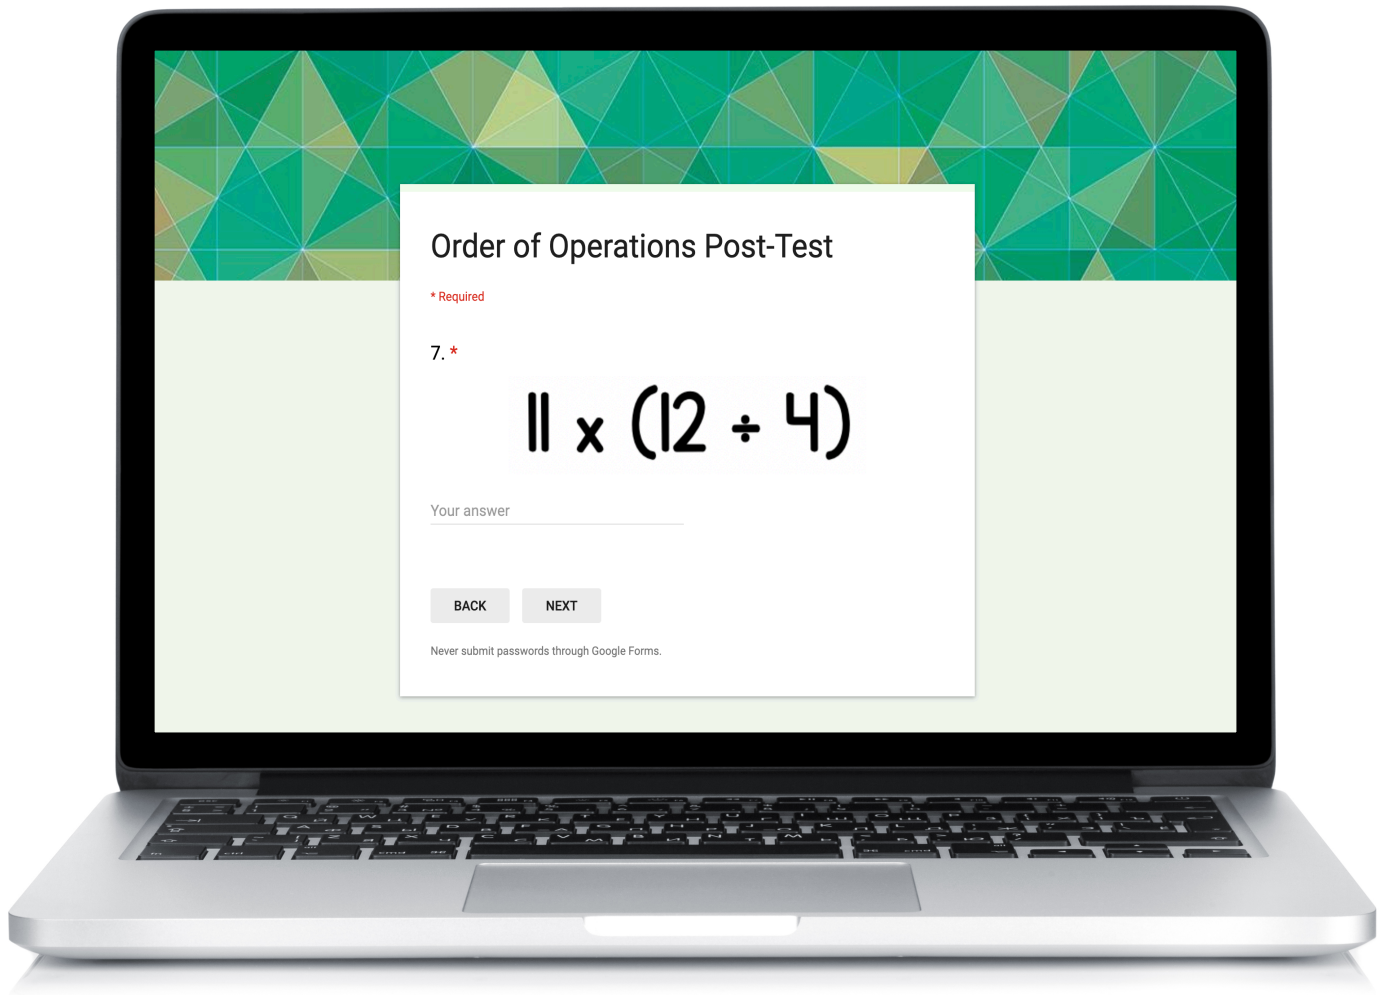 Order of Operations Post-Test
* Required
7. *
11 x (12 ÷ 4)
Your answer
BACK NEXT
Never submit passwords through Google Forms.